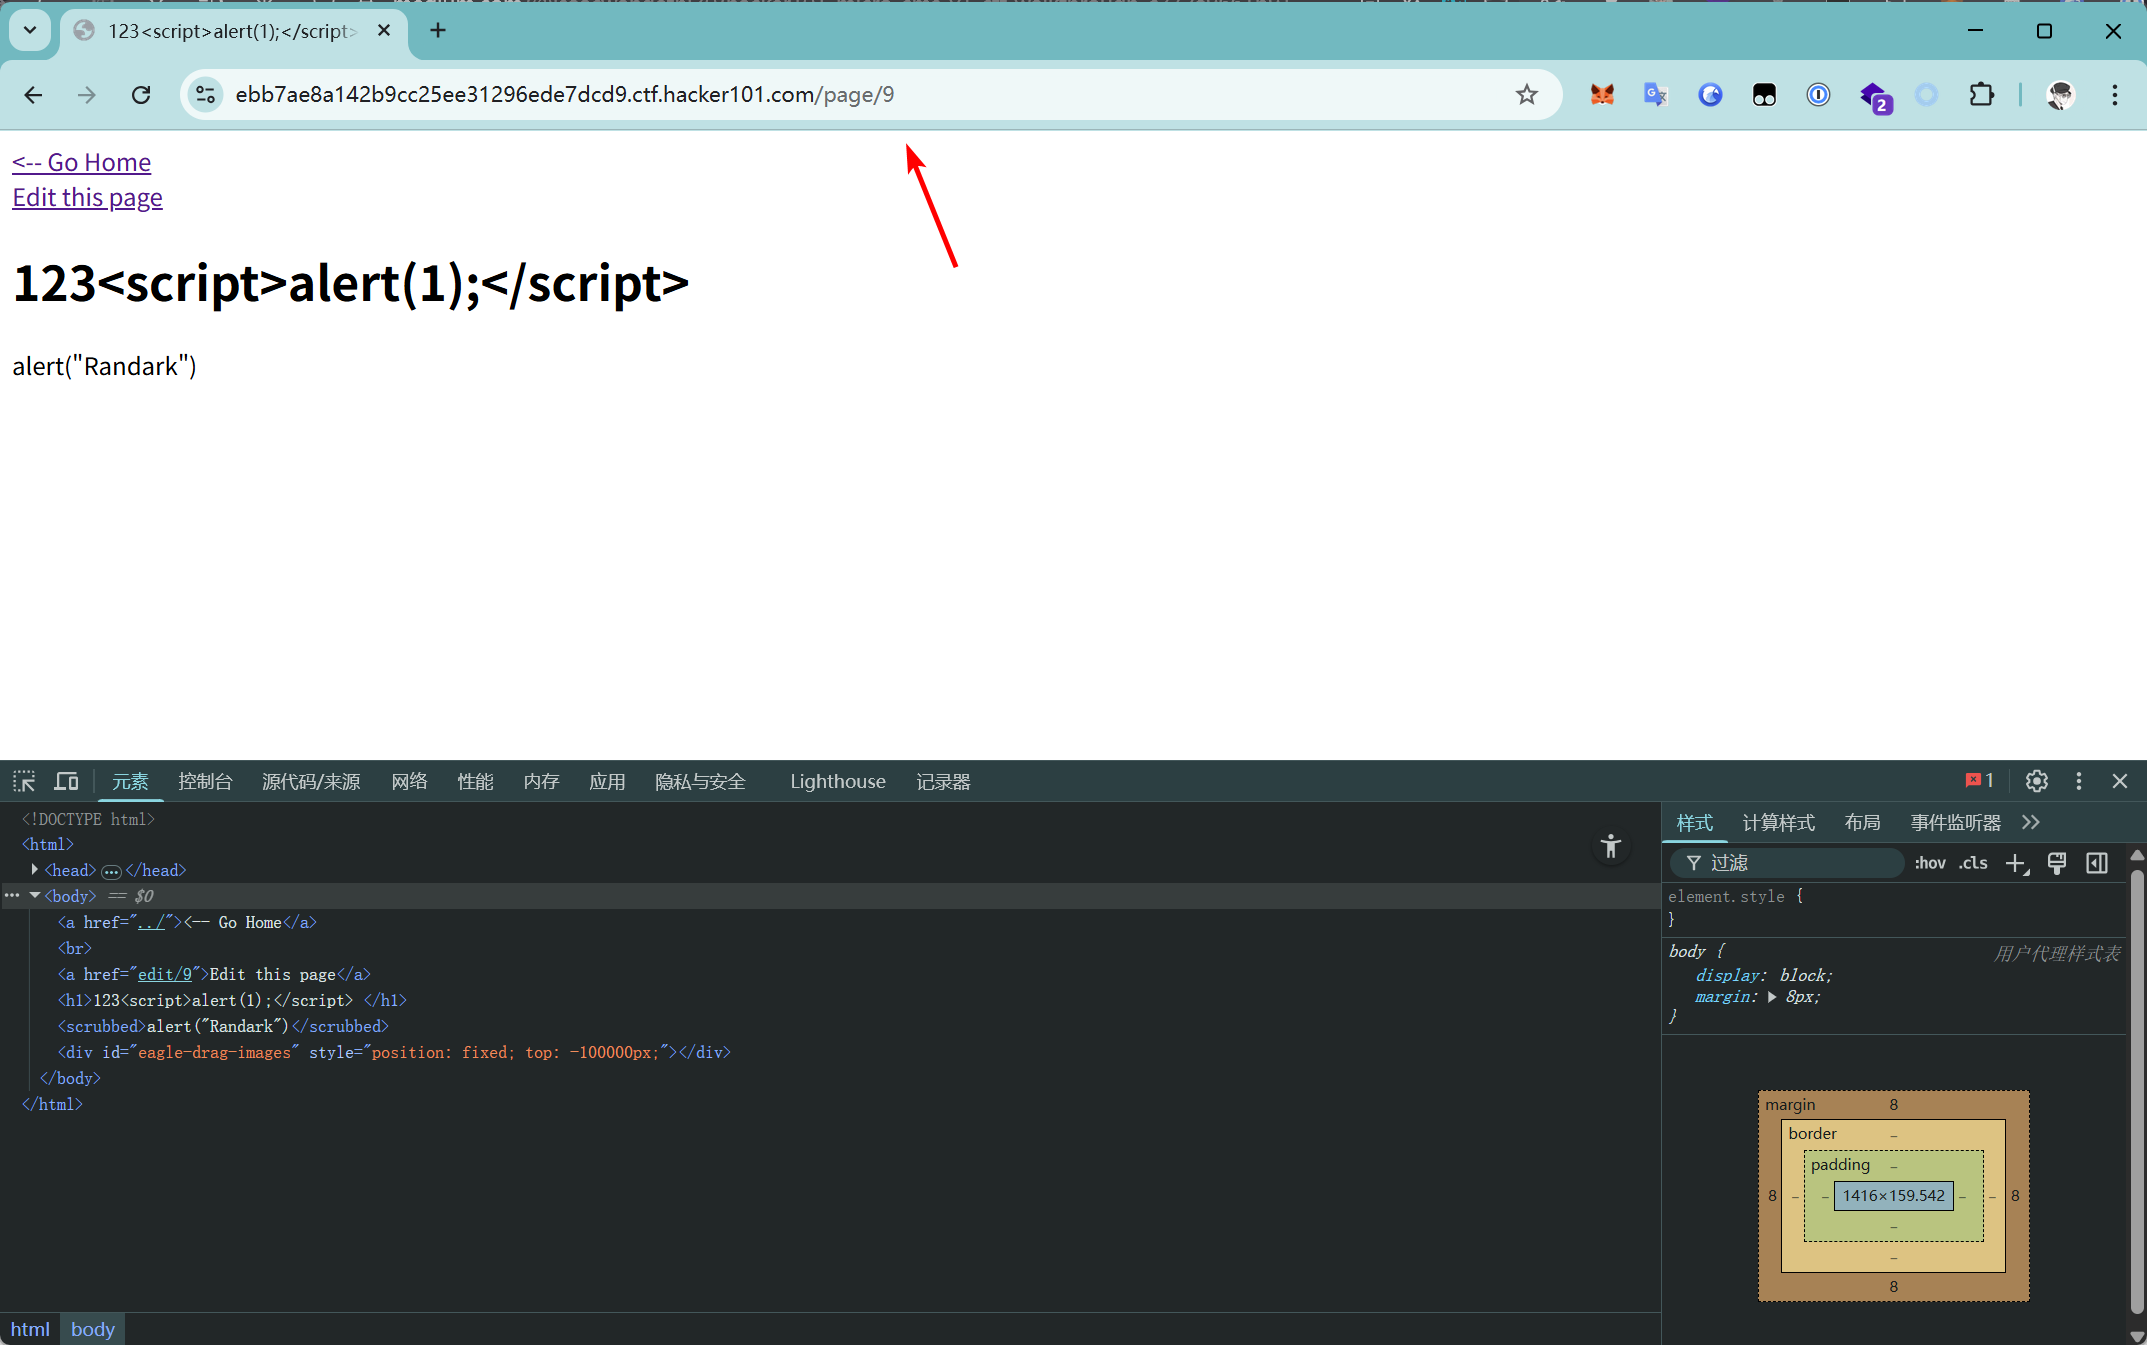 123<script>alert(1);</script>
ebb7ae8a142b9cc25ee31296ede7dcd9.ctf.hacker101.com/page/9
2
<-- Go Home
Edit this page
123<script>alert(1);</script>
alert("Randark")
元素 控制台 源代码/来源 网络 性能 内存 应用 隐私与安全 Lighthouse 记录器 1
<!DOCTYPE html>
<html>
<head>…</head>
… <body> == $0
<a href="../"><-- Go Home</a>
<br>
<a href="edit/9">Edit this page</a>
<h1>123<script>alert(1);</script> </h1>
<scrubbed>alert("Randark")</scrubbed>
<div id="eagle-drag-images" style="position: fixed; top: -100000px;"></div>
</body>
</html>
html body
样式 计算样式 布局 事件监听器
过滤 :hov .cls
element.style {
}
body { 用户代理样式表
display: block;
margin: 8px;
}
margin 8
border –
padding –
8 – – 1416×159.542 – – 8
–
–
8